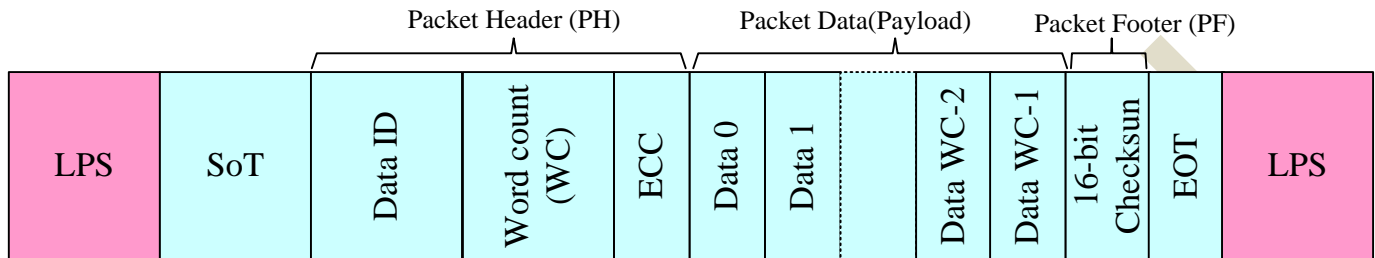 Packet Header (PH)
Packet Data(Payload)
Packet Footer (PF)
LPS
SoT
Data ID
Word count
(WC)
ECC
Data 0
Data 1
Data WC-2
Data WC-1
16-bit
Checksun
EOT
LPS